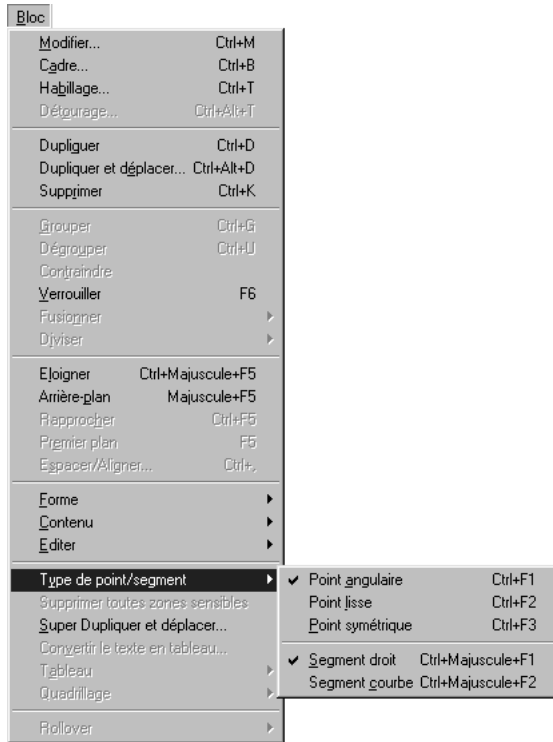 Bloc
Modifier... Ctrl+M
Cadre... Ctrl+B
Habillage... Ctrl+T
Détourage... Ctrl+Alt+T
Dupliquer Ctrl+D
Dupliquer et déplacer... Ctrl+Alt+D
Supprimer Ctrl+K
Grouper Ctrl+G
Dégrouper Ctrl+U
Contraindre
Verrouiller F6
Fusionner
Diviser
Eloigner Ctrl+Majuscule+F5
Arrière-plan Majuscule+F5
Rapprocher Ctrl+F5
Premier plan F5
Espacer/Aligner... Ctrl+,
Forme
Contenu
Editer
Type de point/segment
Supprimer toutes zones sensibles
Super Dupliquer et déplacer...
Convertir le texte en tableau...
Tableau
Quadrillage
Rollover
Point angulaire Ctrl+F1
Point lisse Ctrl+F2
Point symétrique Ctrl+F3
Segment droit Ctrl+Majuscule+F1
Segment courbe Ctrl+Majuscule+F2